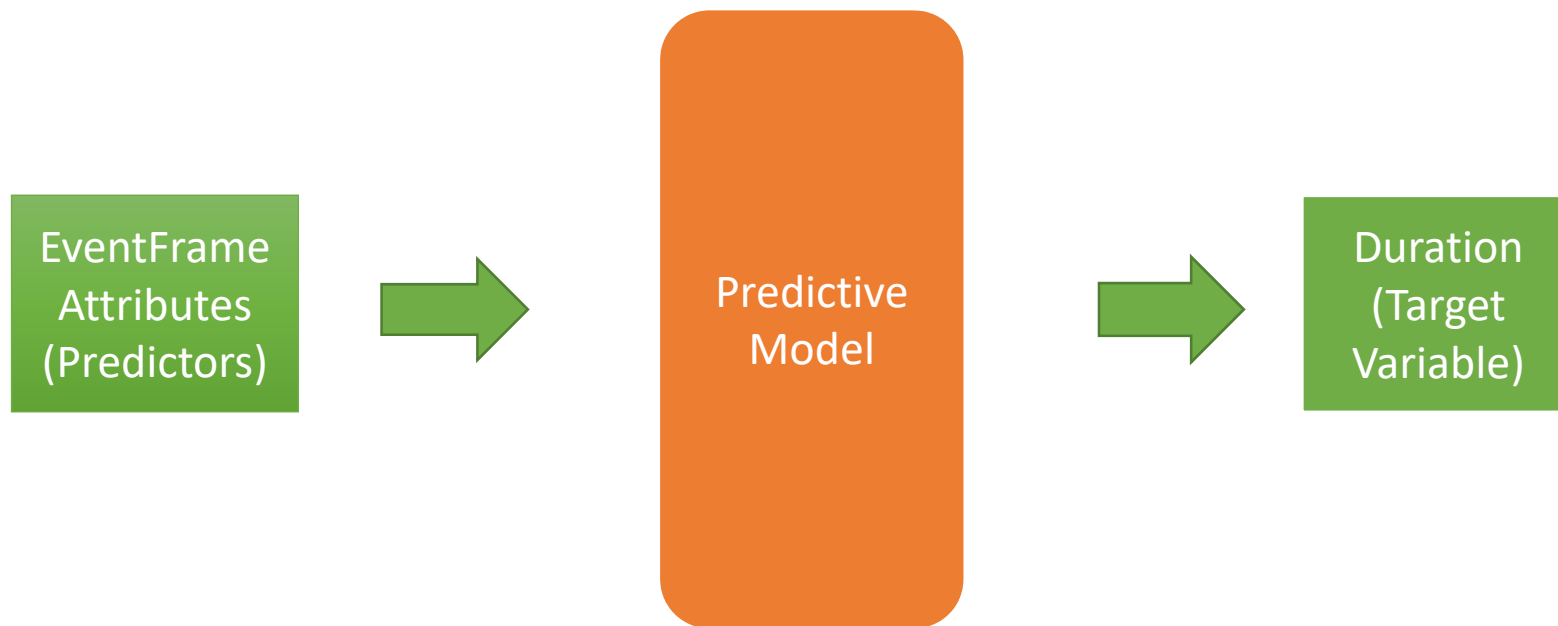 EventFrame
Attributes
(Predictors)
Predictive
Model
Duration
(Target
Variable)